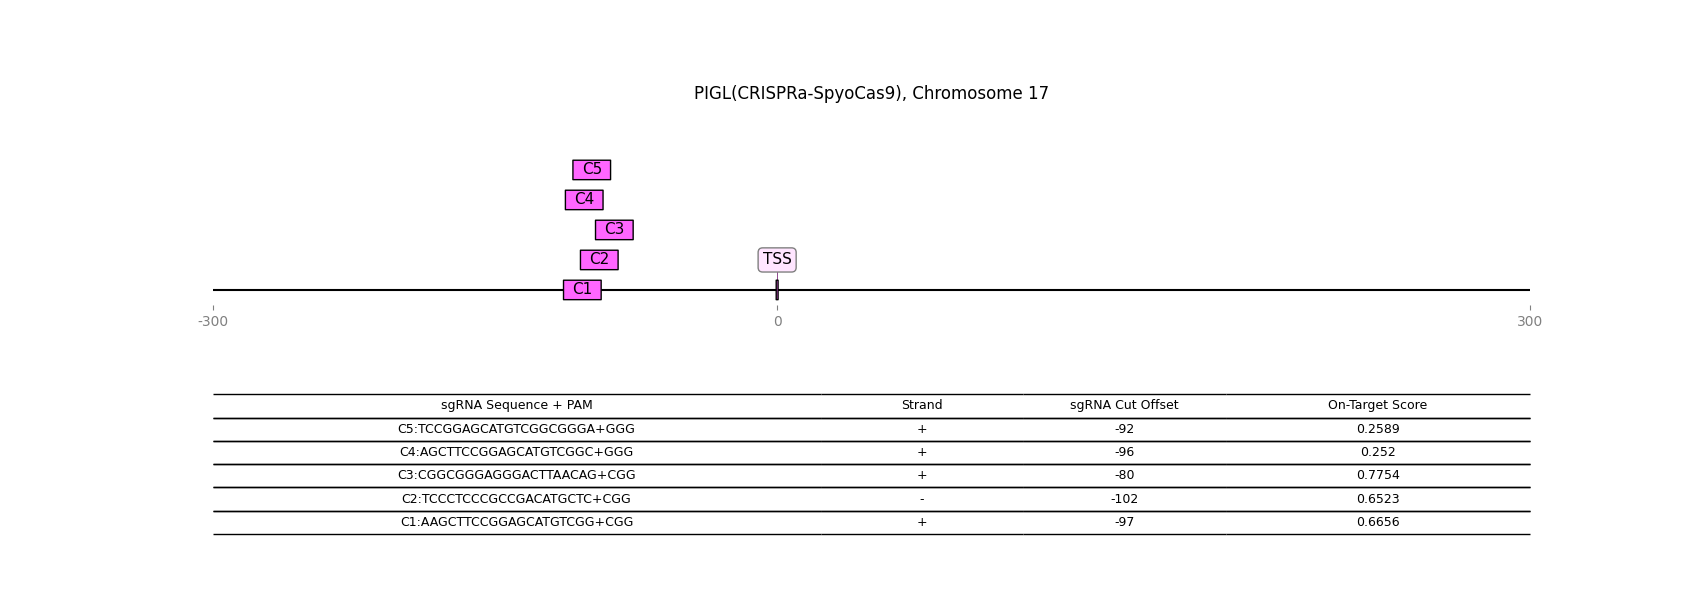 PIGL(CRISPRa-SpyoCas9), Chromosome 17
C5
C4
C3
C2
TSS
C1
-300 0 300
sgRNA Sequence + PAM Strand sgRNA Cut Offset On-Target Score
C5:TCCGGAGCATGTCGGCGGGA+GGG + -92 0.2589
C4:AGCTTCCGGAGCATGTCGGC+GGG + -96 0.252
C3:CGGCGGGAGGGACTTAACAG+CGG + -80 0.7754
C2:TCCCTCCCGCCGACATGCTC+CGG - -102 0.6523
C1:AAGCTTCCGGAGCATGTCGG+CGG + -97 0.6656